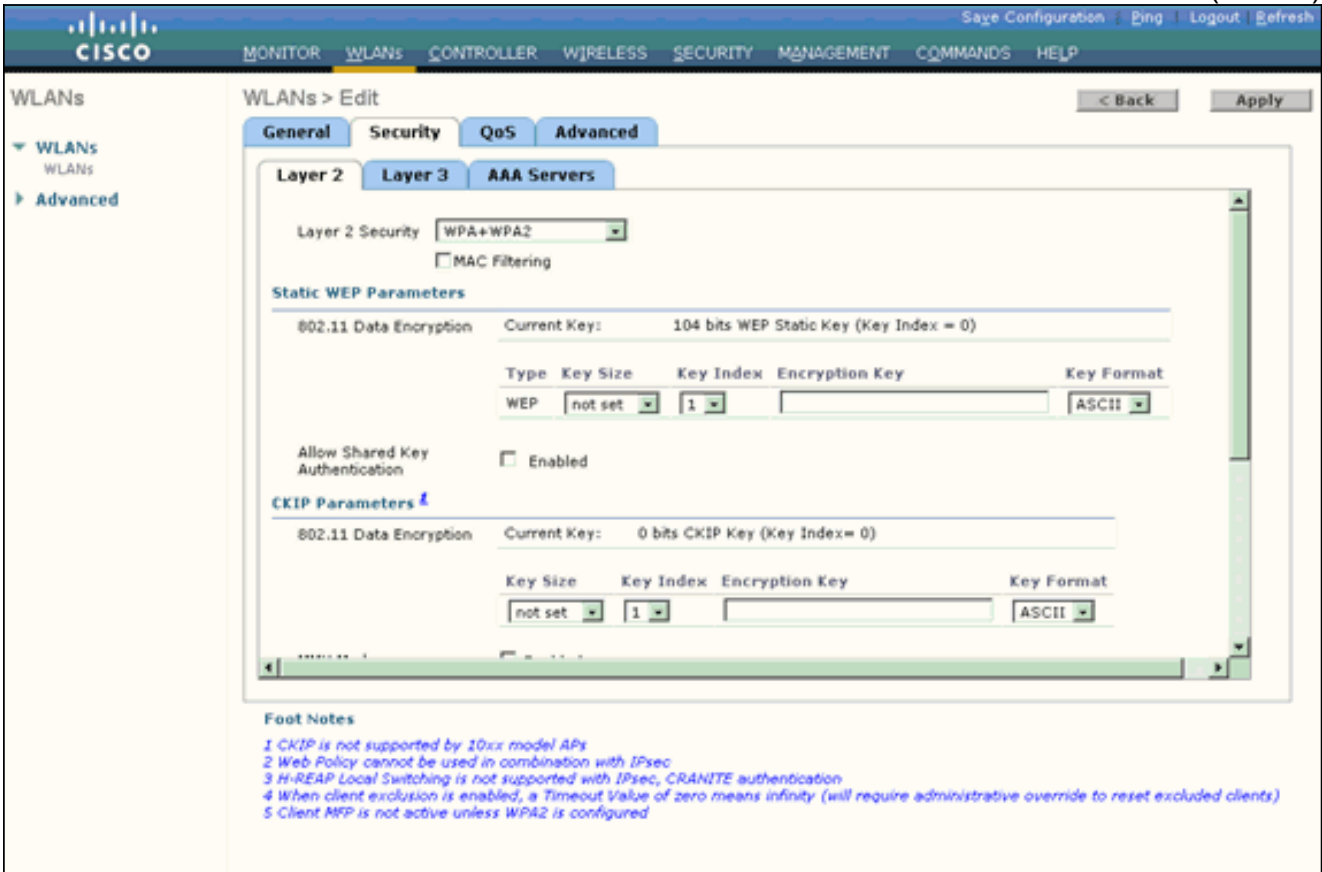 Save Configuration Ping Logout Refresh
CISCO
MONITOR WLANs CONTROLLER WIRELESS SECURITY MANAGEMENT COMMANDS HELP
WLANs
WLANs
WLANs
Advanced
WLANs > Edit
< Back Apply
General Security QoS Advanced
Layer 2 Layer 3 AAA Servers
Layer 2 Security WPA+WPA2
MAC Filtering
Static WEP Parameters
802.11 Data Encryption Current Key: 104 bits WEP Static Key (Key Index = 0)
Type Key Size Key Index Encryption Key Key Format
WEP not set 1 ASCII
Allow Shared Key
Authentication Enabled
CKIP Parameters 1
802.11 Data Encryption Current Key: 0 bits CKIP Key (Key Index= 0)
Key Size Key Index Encryption Key Key Format
not set 1 ASCII
Foot Notes
1 CKIP is not supported by 10xx model APs
2 Web Policy cannot be used in combination with IPsec
3 H-REAP Local Switching is not supported with IPsec, CRANITE authentication
4 When client exclusion is enabled, a Timeout Value of zero means infinity (will require administrative override to reset excluded clients)
5 Client MFP is not active unless WPA2 is configured